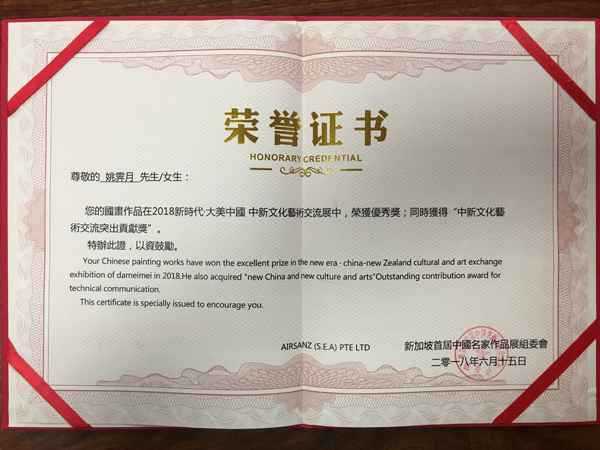 荣誉证书
HONORARY CREDENTIAL
尊敬的 姚霁月 先生/女生：
您的國畫作品在2018新時代·大美中國 中新文化藝術交流展中，榮獲優秀獎；同時獲得“中新文化藝
術交流突出貢獻獎”。
特辦此證，以資鼓勵。
Your Chinese painting works have won the excellent prize in the new era · china-new Zealand cultural and art exchange
exhibition of dameimei in 2018.He also acquired "new China and new culture and arts"Outstanding contribution award for
technical communication.
This certificate is specially issued to encourage you.
AIRSANZ (S.E.A) PTE LTD
新加坡首屆中國名家作品展組委會
二零一八年六月十五日